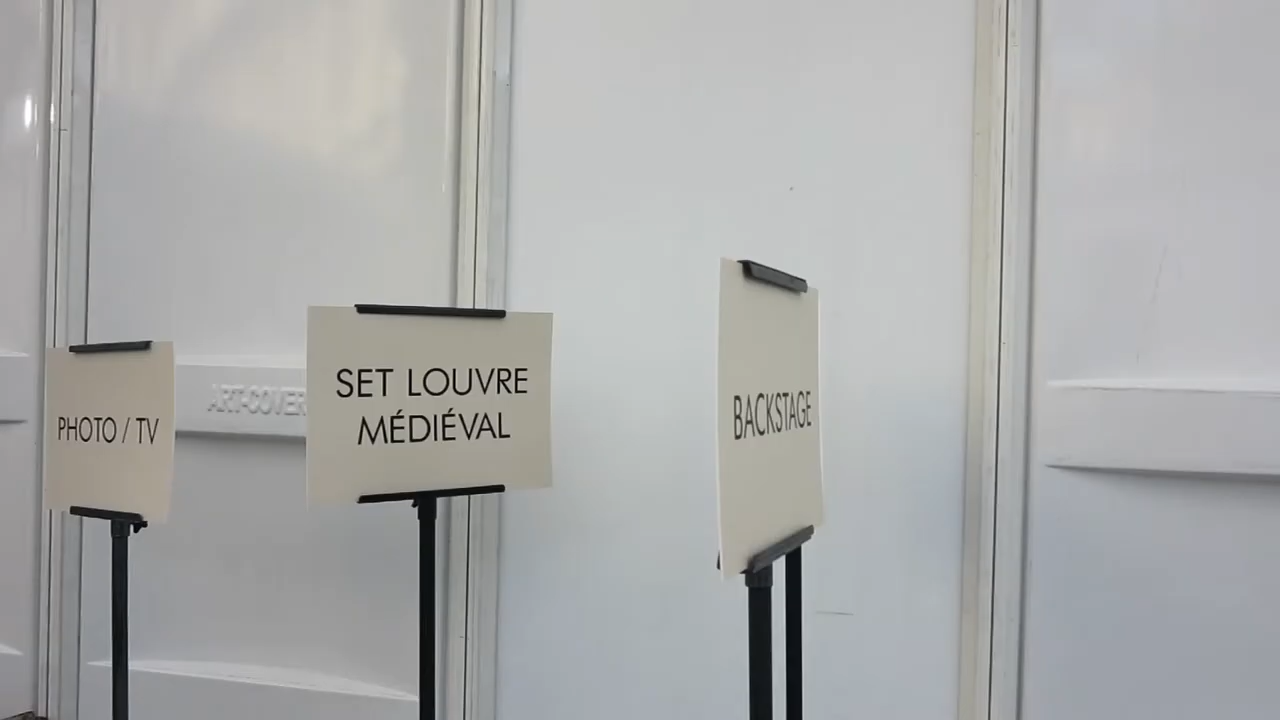 PHOTO / TV
ART-COVER
SET LOUVRE
MÉDIÉVAL
BACKSTAGE